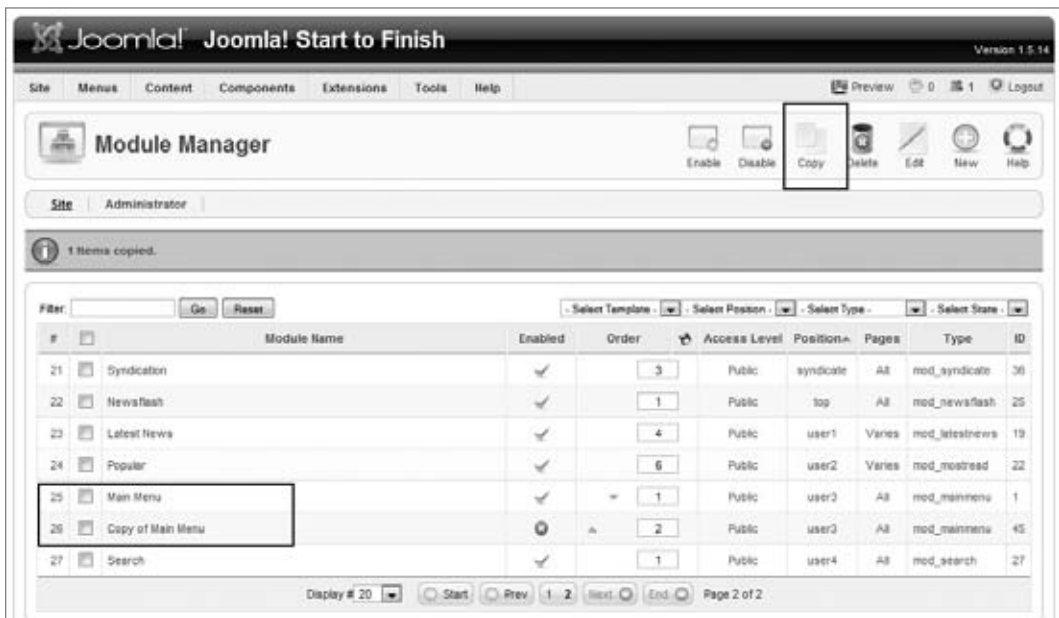 Joomla! Joomla! Start to Finish
Version 1.5.14
Site Menus Content Components Extensions Tools Help Preview 0 1 Logout
Module Manager
Enable Disable Copy Delete Edit New Help
Site Administrator
1 Items copied.
Filter: Go Reset - Select Template - - Select Position - - Select Type - - Select State -
# Module Name Enabled Order Access Level Position Pages Type ID
21 Syndication 3 Public syndicate All mod_syndicate 36
22 Newsflash 1 Public top All mod_newsflash 25
23 Latest News 4 Public user1 Varies mod_latestnews 19
24 Popular 6 Public user2 Varies mod_mostread 22
25 Main Menu 1 Public user3 All mod_mainmenu 1
26 Copy of Main Menu 2 Public user3 All mod_mainmenu 45
27 Search 1 Public user4 All mod_search 27
Display # 20 Start Prev 1 2 Next End Page 2 of 2